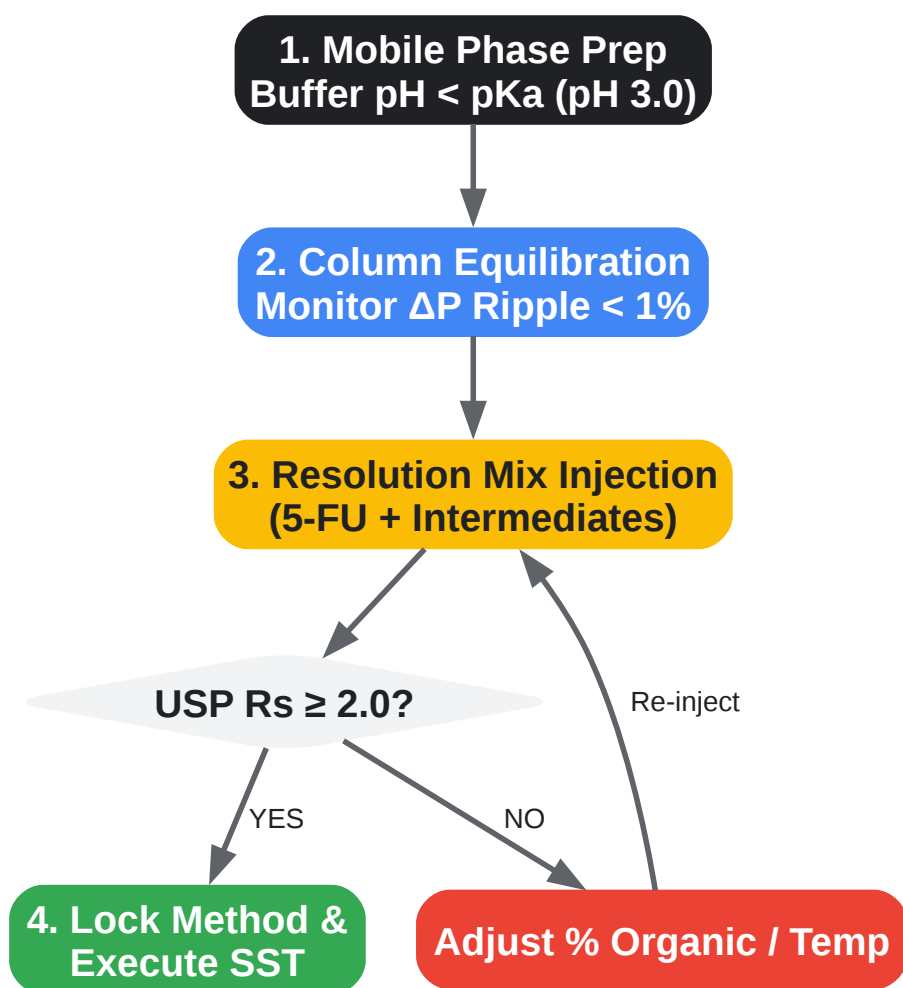 1. Mobile Phase Prep
Buffer pH < pKa (pH 3.0)
2. Column Equilibration
Monitor ΔP Ripple < 1%
3. Resolution Mix Injection
(5-FU + Intermediates)
USP Rs ≥ 2.0?
Re-inject
YES
NO
4. Lock Method &
Execute SST
Adjust % Organic / Temp